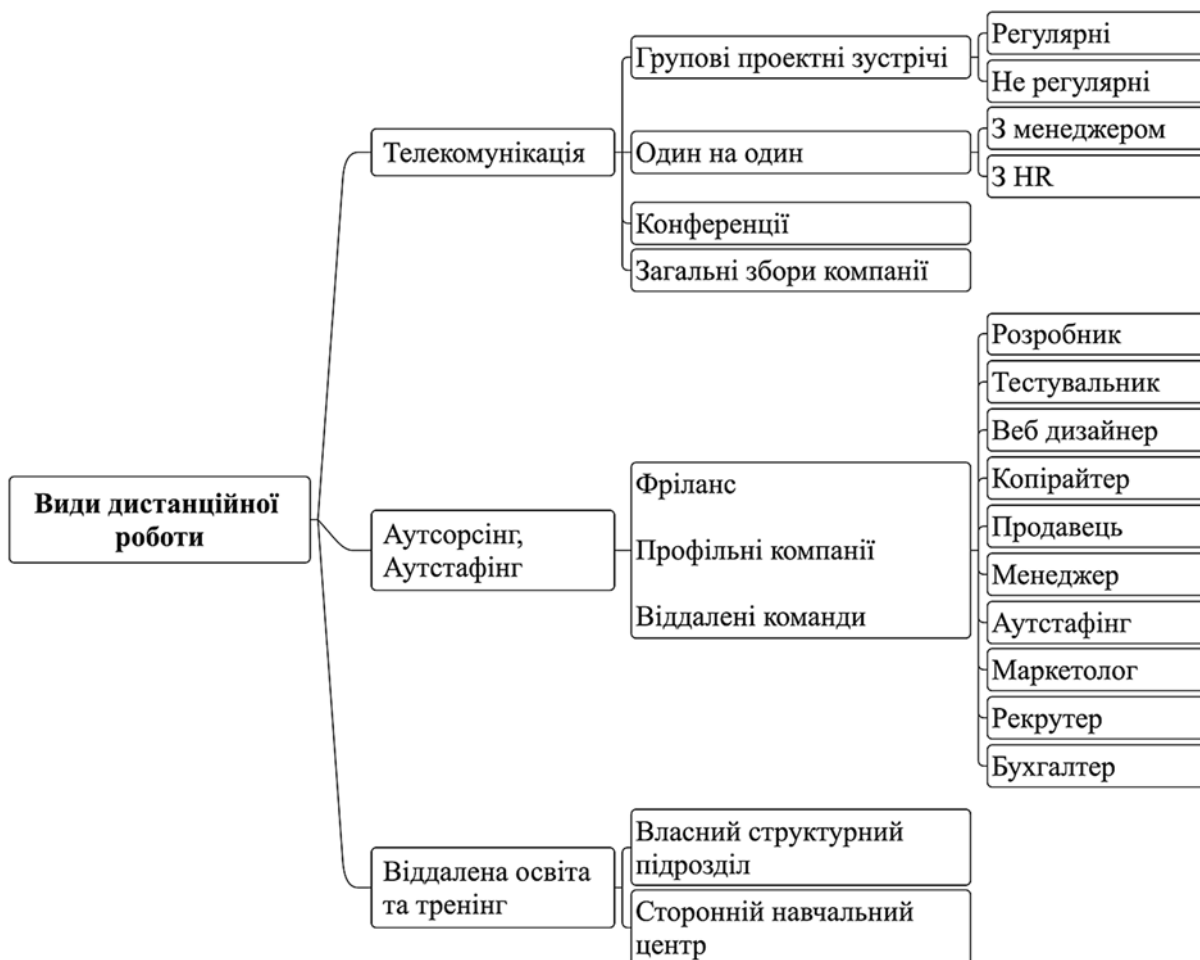 Види дистанційної
роботи
Телекомунікація
Групові проектні зустрічі
Регулярні
Не регулярні
Один на один
З менеджером
З HR
Конференції
Загальні збори компанії
Аутсорсінг,
Аутстафінг
Фріланс
Профільні компанії
Віддалені команди
Розробник
Тестувальник
Веб дизайнер
Копірайтер
Продавець
Менеджер
Аутстафінг
Маркетолог
Рекрутер
Бухгалтер
Віддалена освіта
та тренінг
Власний структурний
підрозділ
Сторонній навчальний
центр